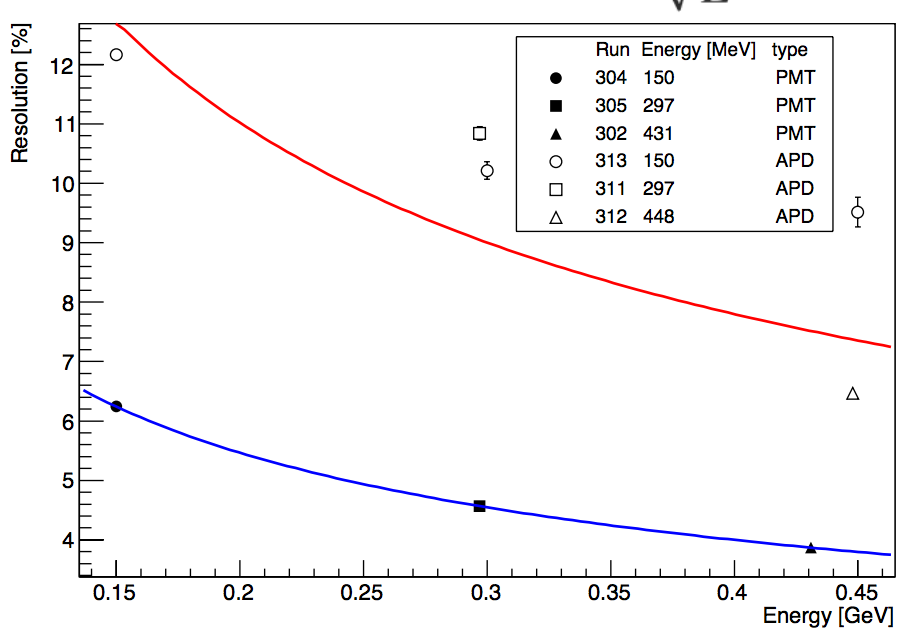 Resolution [%]
12
11
10
9
8
7
6
5
4
Run Energy [MeV] type
304 150 PMT
305 297 PMT
302 431 PMT
313 150 APD
311 297 APD
312 448 APD
0.15 0.2 0.25 0.3 0.35 0.4 0.45
Energy [GeV]